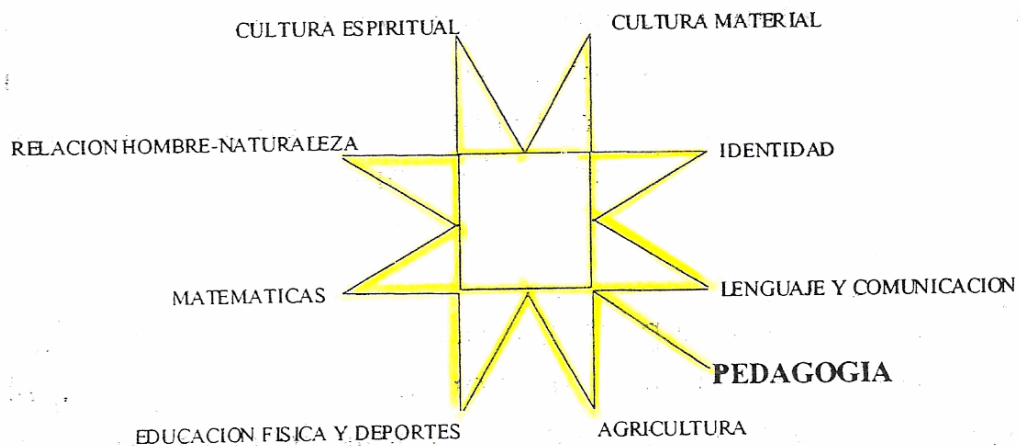 CULTURA ESPIRITUAL
CULTURA MATERIAL
RELACION HOMBRE-NATURALEZA
IDENTIDAD
MATEMATICAS
LENGUAJE Y COMUNICACION
PEDAGOGIA
EDUCACION FISICA Y DEPORTES
AGRICULTURA